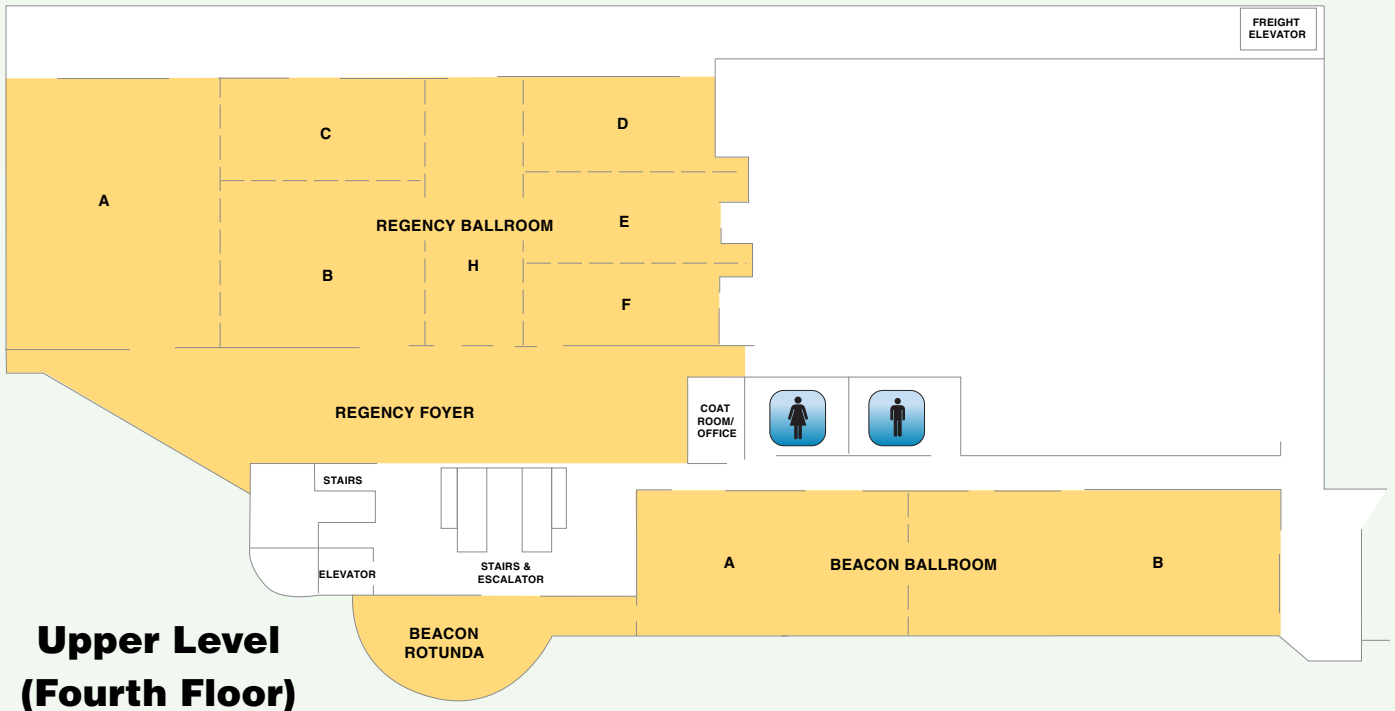 FREIGHT
ELEVATOR
C
D
A
REGENCY BALLROOM
E
H
B
F
REGENCY FOYER
COAT
ROOM/
OFFICE
STAIRS
STAIRS &
ESCALATOR
ELEVATOR
A
BEACON BALLROOM
B
BEACON
ROTUNDA
Upper Level
(Fourth Floor)